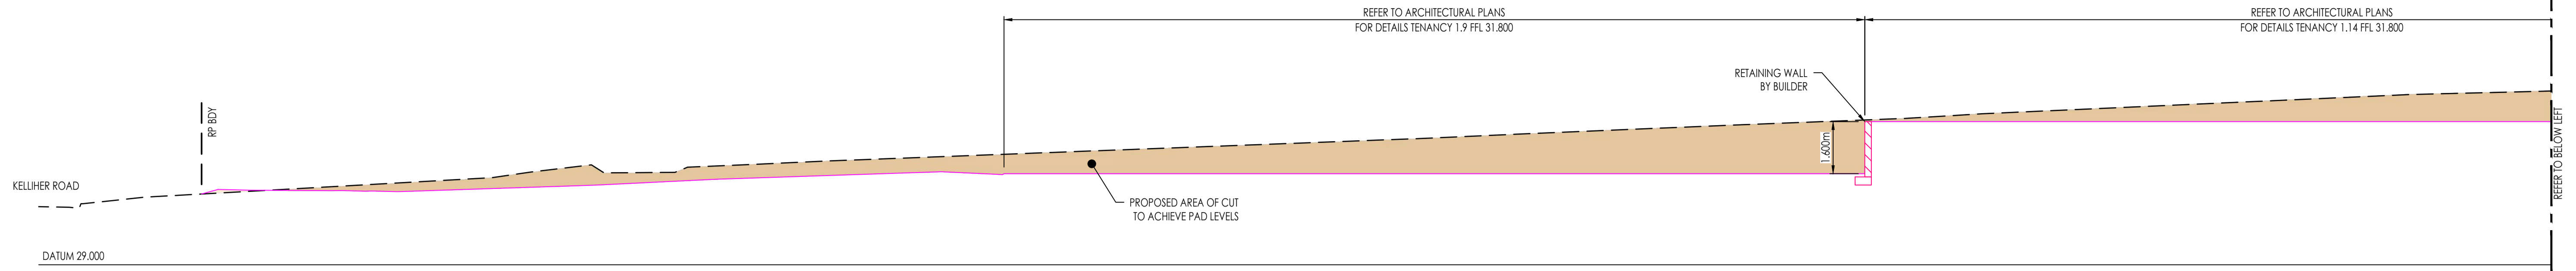 REFER TO ARCHITECTURAL PLANS
FOR DETAILS TENANCY 1.9 FFL 31.800
REFER TO ARCHITECTURAL PLANS
FOR DETAILS TENANCY 1.14 FFL 31.800
RETAINING WALL
BY BUILDER
RP BDY
1.600m
REFER TO BELOW LEFT
KELLIHER ROAD
PROPOSED AREA OF CUT
TO ACHIEVE PAD LEVELS
DATUM 29.000